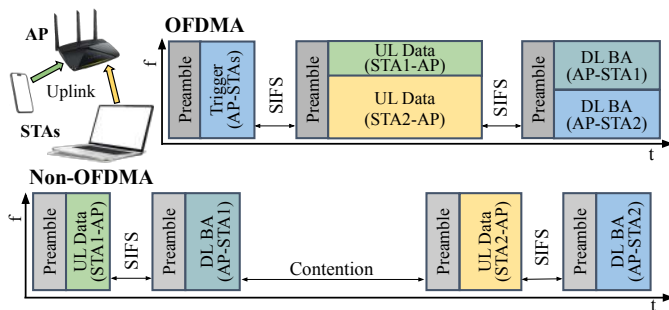 AP
Uplink
STAs
OFDMA
f
Preamble
Trigger
(AP-STAs)
SIFS
Preamble
UL Data
(STA1-AP)
UL Data
(STA2-AP)
SIFS
Preamble
DL BA
(AP-STA1)
DL BA
(AP-STA2)
t
Non-OFDMA
f
Preamble
UL Data
(STA1-AP)
SIFS
Preamble
DL BA
(AP-STA1)
Contention
Preamble
UL Data
(STA2-AP)
SIFS
Preamble
DL BA
(AP-STA2)
t